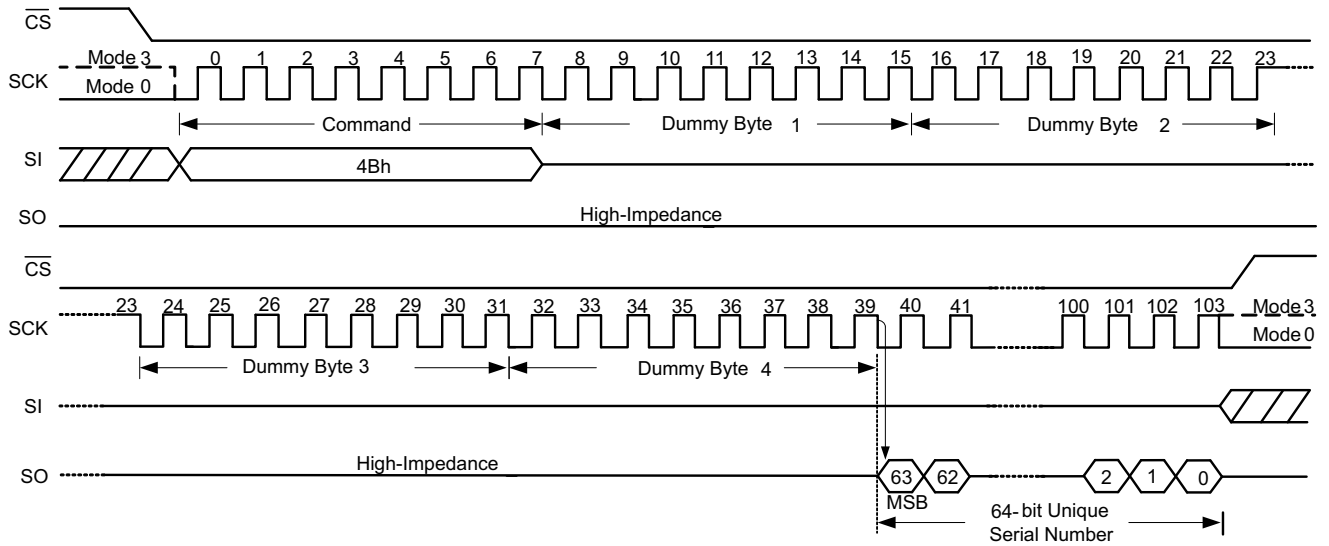 CS
Mode 3 0 1 2 3 4 5 6 7 8 9 10 11 12 13 14 15 16 17 18 19 20 21 22 23
SCK
Mode 0
Command Dummy Byte 1 Dummy Byte 2
SI 4Bh
SO High-Impedance
CS
23 24 25 26 27 28 29 30 31 32 33 34 35 36 37 38 39 40 41 100 101 102 103 Mode 3
SCK
Mode 0
Dummy Byte 3 Dummy Byte 4
SI
SO High-Impedance 63 62 2 1 0
MSB
64-bit Unique
Serial Number